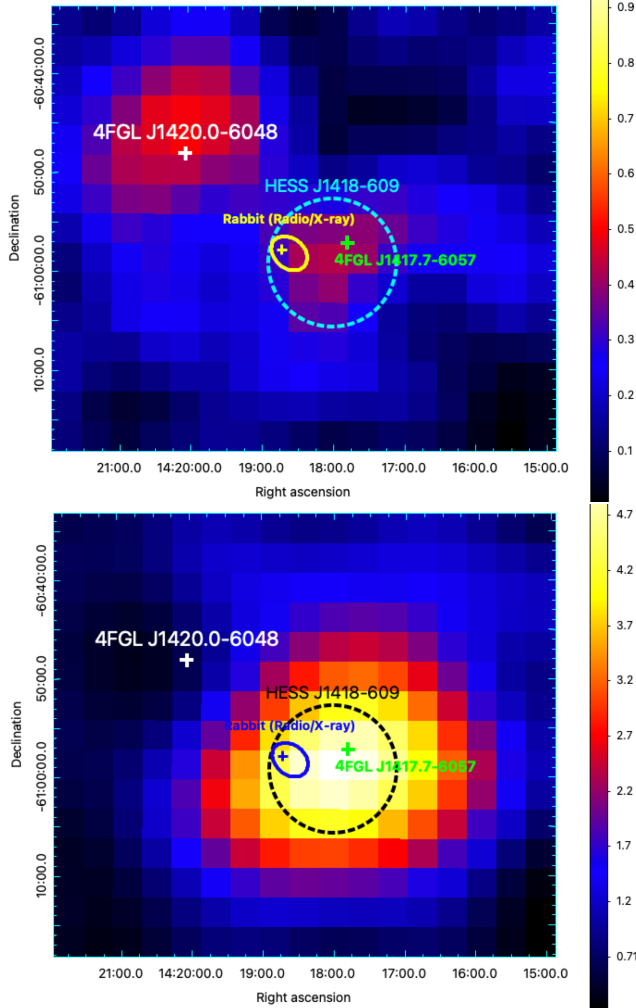 0.9
-60:40:00.0
0.8
4FGL J1420.0-6048
0.7
50:00.0
HESS J1418-609
0.6
Declination
Rabbit (Radio/X-ray)
0.5
4FGL J1417.7-6057
-61:00:00.0
0.4
0.3
10:00.0
0.2
0.1
21:00.0 14:20:00.0 19:00.0 18:00.0 17:00.0 16:00.0 15:00.0
Right ascension
4.7
-60:40:00.0
4.2
4FGL J1420.0-6048
3.7
50:00.0
HESS J1418-609
3.2
Declination
Rabbit (Radio/X-ray)
2.7
4FGL J1417.7-6057
-61:00:00.0
2.2
1.7
10:00.0
1.2
0.71
21:00.0 14:20:00.0 19:00.0 18:00.0 17:00.0 16:00.0 15:00.0
Right ascension